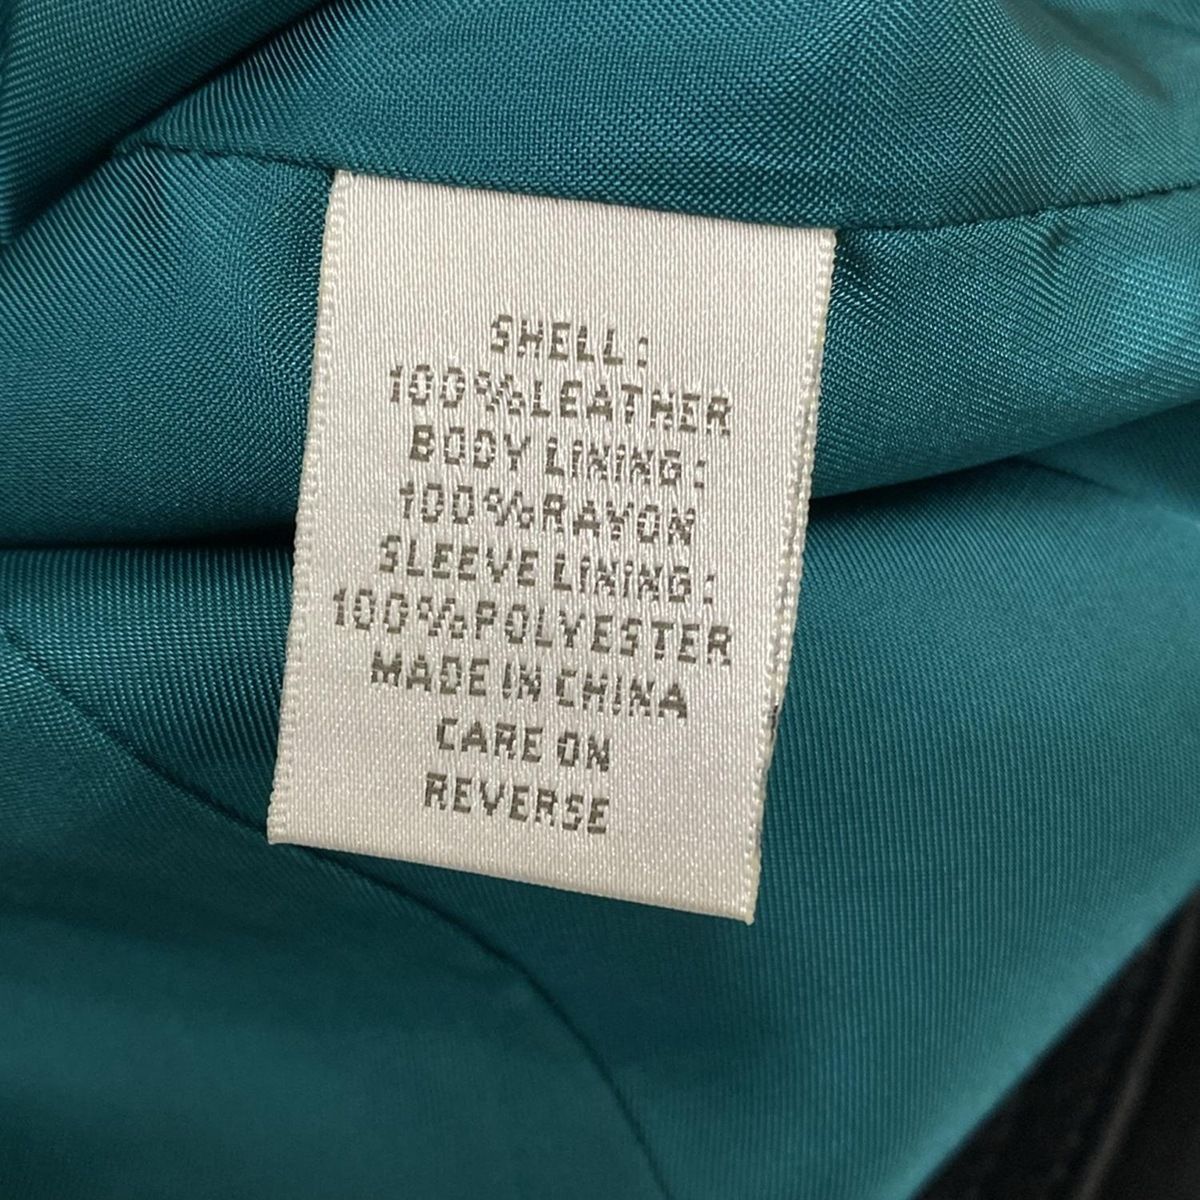 SHELL:
100%LEATHER
BODY LINING:
100%RAYON
SLEEVE LINING:
100%POLYESTER
MADE IN CHINA
CARE ON
REVERSE